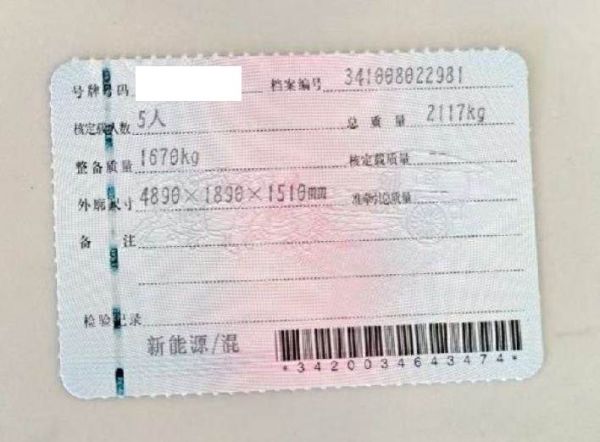 号牌号码 档案编号 341008022981
核定载人数 5人 总质量 2117kg
整备质量 1670kg 核定载质量
外廓尺寸 4890×1890×1510mm 准牵引总质量
备注
检验记录
新能源/混
*3420034643474*